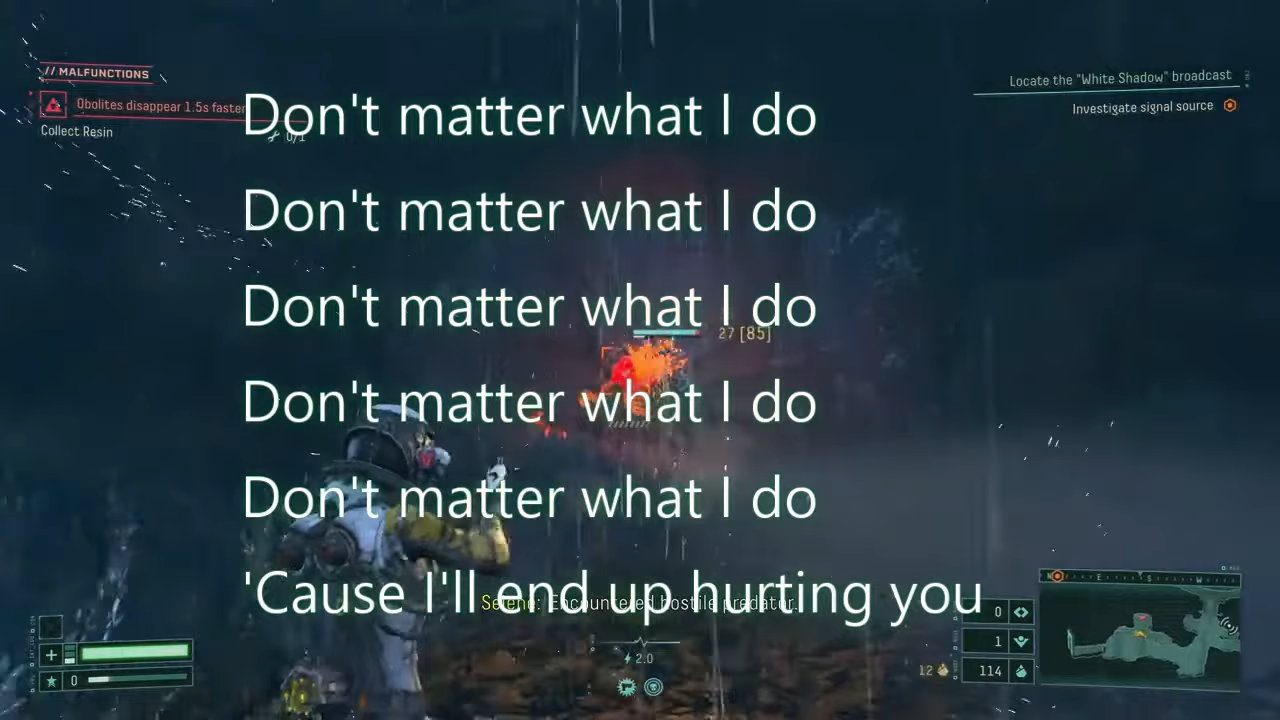 // MALFUNCTIONS
Obolites disappear 1.5s faster
Collect Resin
0/1
Locate the "White Shadow" broadcast
Investigate signal source
Don't matter what I do
Don't matter what I do
Don't matter what I do
27 [85]
Don't matter what I do
Don't matter what I do
'Cause I'll end up hurting you
Selene: Encountered hostile predator.
2.0
0
12
0
1
114
N E S W